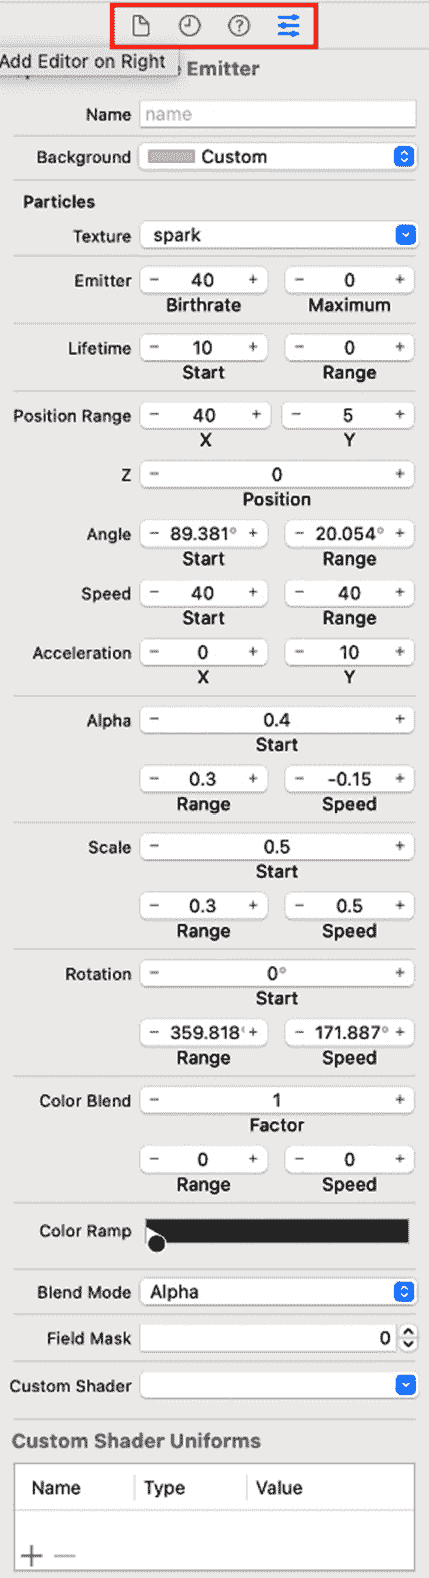 Add Editor on Right
e Emitter
Name name
Background Custom
Particles
Texture spark
Emitter - 40 + - 0 +
Birthrate Maximum
Lifetime - 10 + - 0 +
Start Range
Position Range - 40 + - 5 +
X Y
Z - 0 +
Position
Angle - 89.381° + - 20.054° +
Start Range
Speed - 40 + - 40 +
Start Range
Acceleration - 0 + - 10 +
X Y
Alpha - 0.4 +
Start
- 0.3 + - -0.15 +
Range Speed
Scale - 0.5 +
Start
- 0.3 + - 0.5 +
Range Speed
Rotation - 0° +
Start
- 359.818° + - 171.887° +
Range Speed
Color Blend - 1 +
Factor
- 0 + - 0 +
Range Speed
Color Ramp
Blend Mode Alpha
Field Mask 0
Custom Shader
Custom Shader Uniforms
Name Type Value
+ −